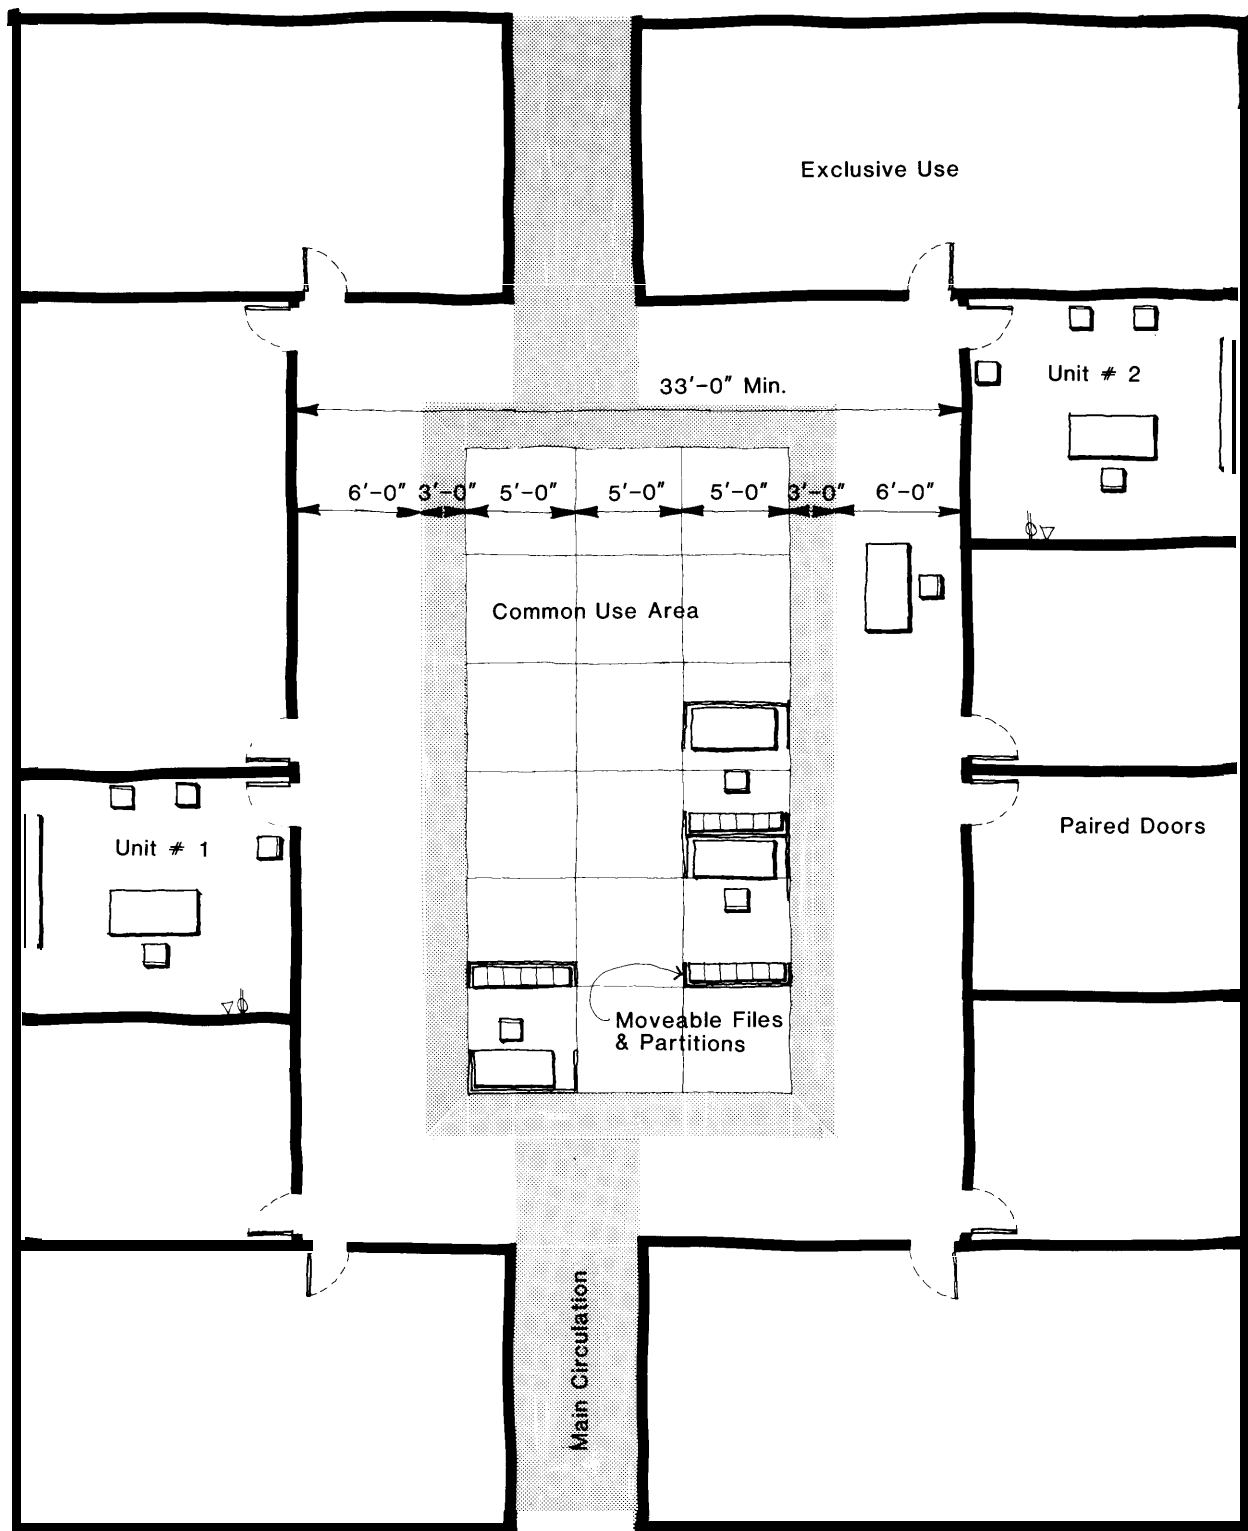 Exclusive Use
Unit # 2
33'-0" Min.
6'-0" 3'-0" 5'-0" 5'-0" 5'-0" 3'-0" 6'-0"
Common Use Area
Paired Doors
Unit # 1
Moveable Files
& Partitions
Main Circulation